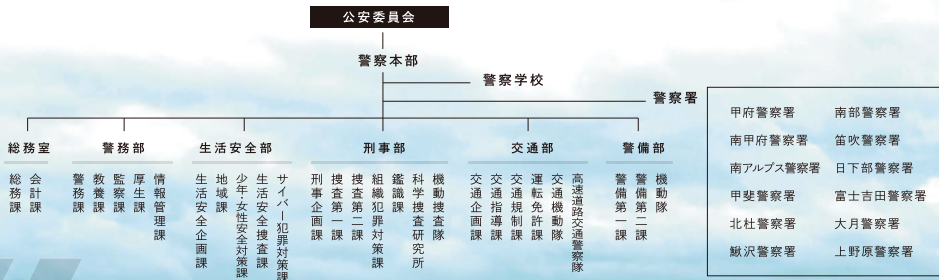 公安委員会
警察本部
警察学校
警察署
総務室
総務課
会計課
警務部
警務課
教養課
監察課
厚生課
情報管理課
生活安全部
生活安全企画課
地域課
少年・女性安全対策課
生活安全捜査課
サイバー犯罪対策課
刑事部
刑事企画課
捜査第一課
捜査第二課
組織犯罪対策課
鑑識課
科学捜査研究所
機動捜査隊
交通部
交通企画課
交通指導課
交通規制課
運転免許課
交通機動隊
高速道路交通警察隊
警備部
警備第一課
警備第二課
機動隊
甲府警察署
南甲府警察署
南アルプス警察署
甲斐警察署
北杜警察署
鰍沢警察署
南部警察署
笛吹警察署
日下部警察署
富士吉田警察署
大月警察署
上野原警察署